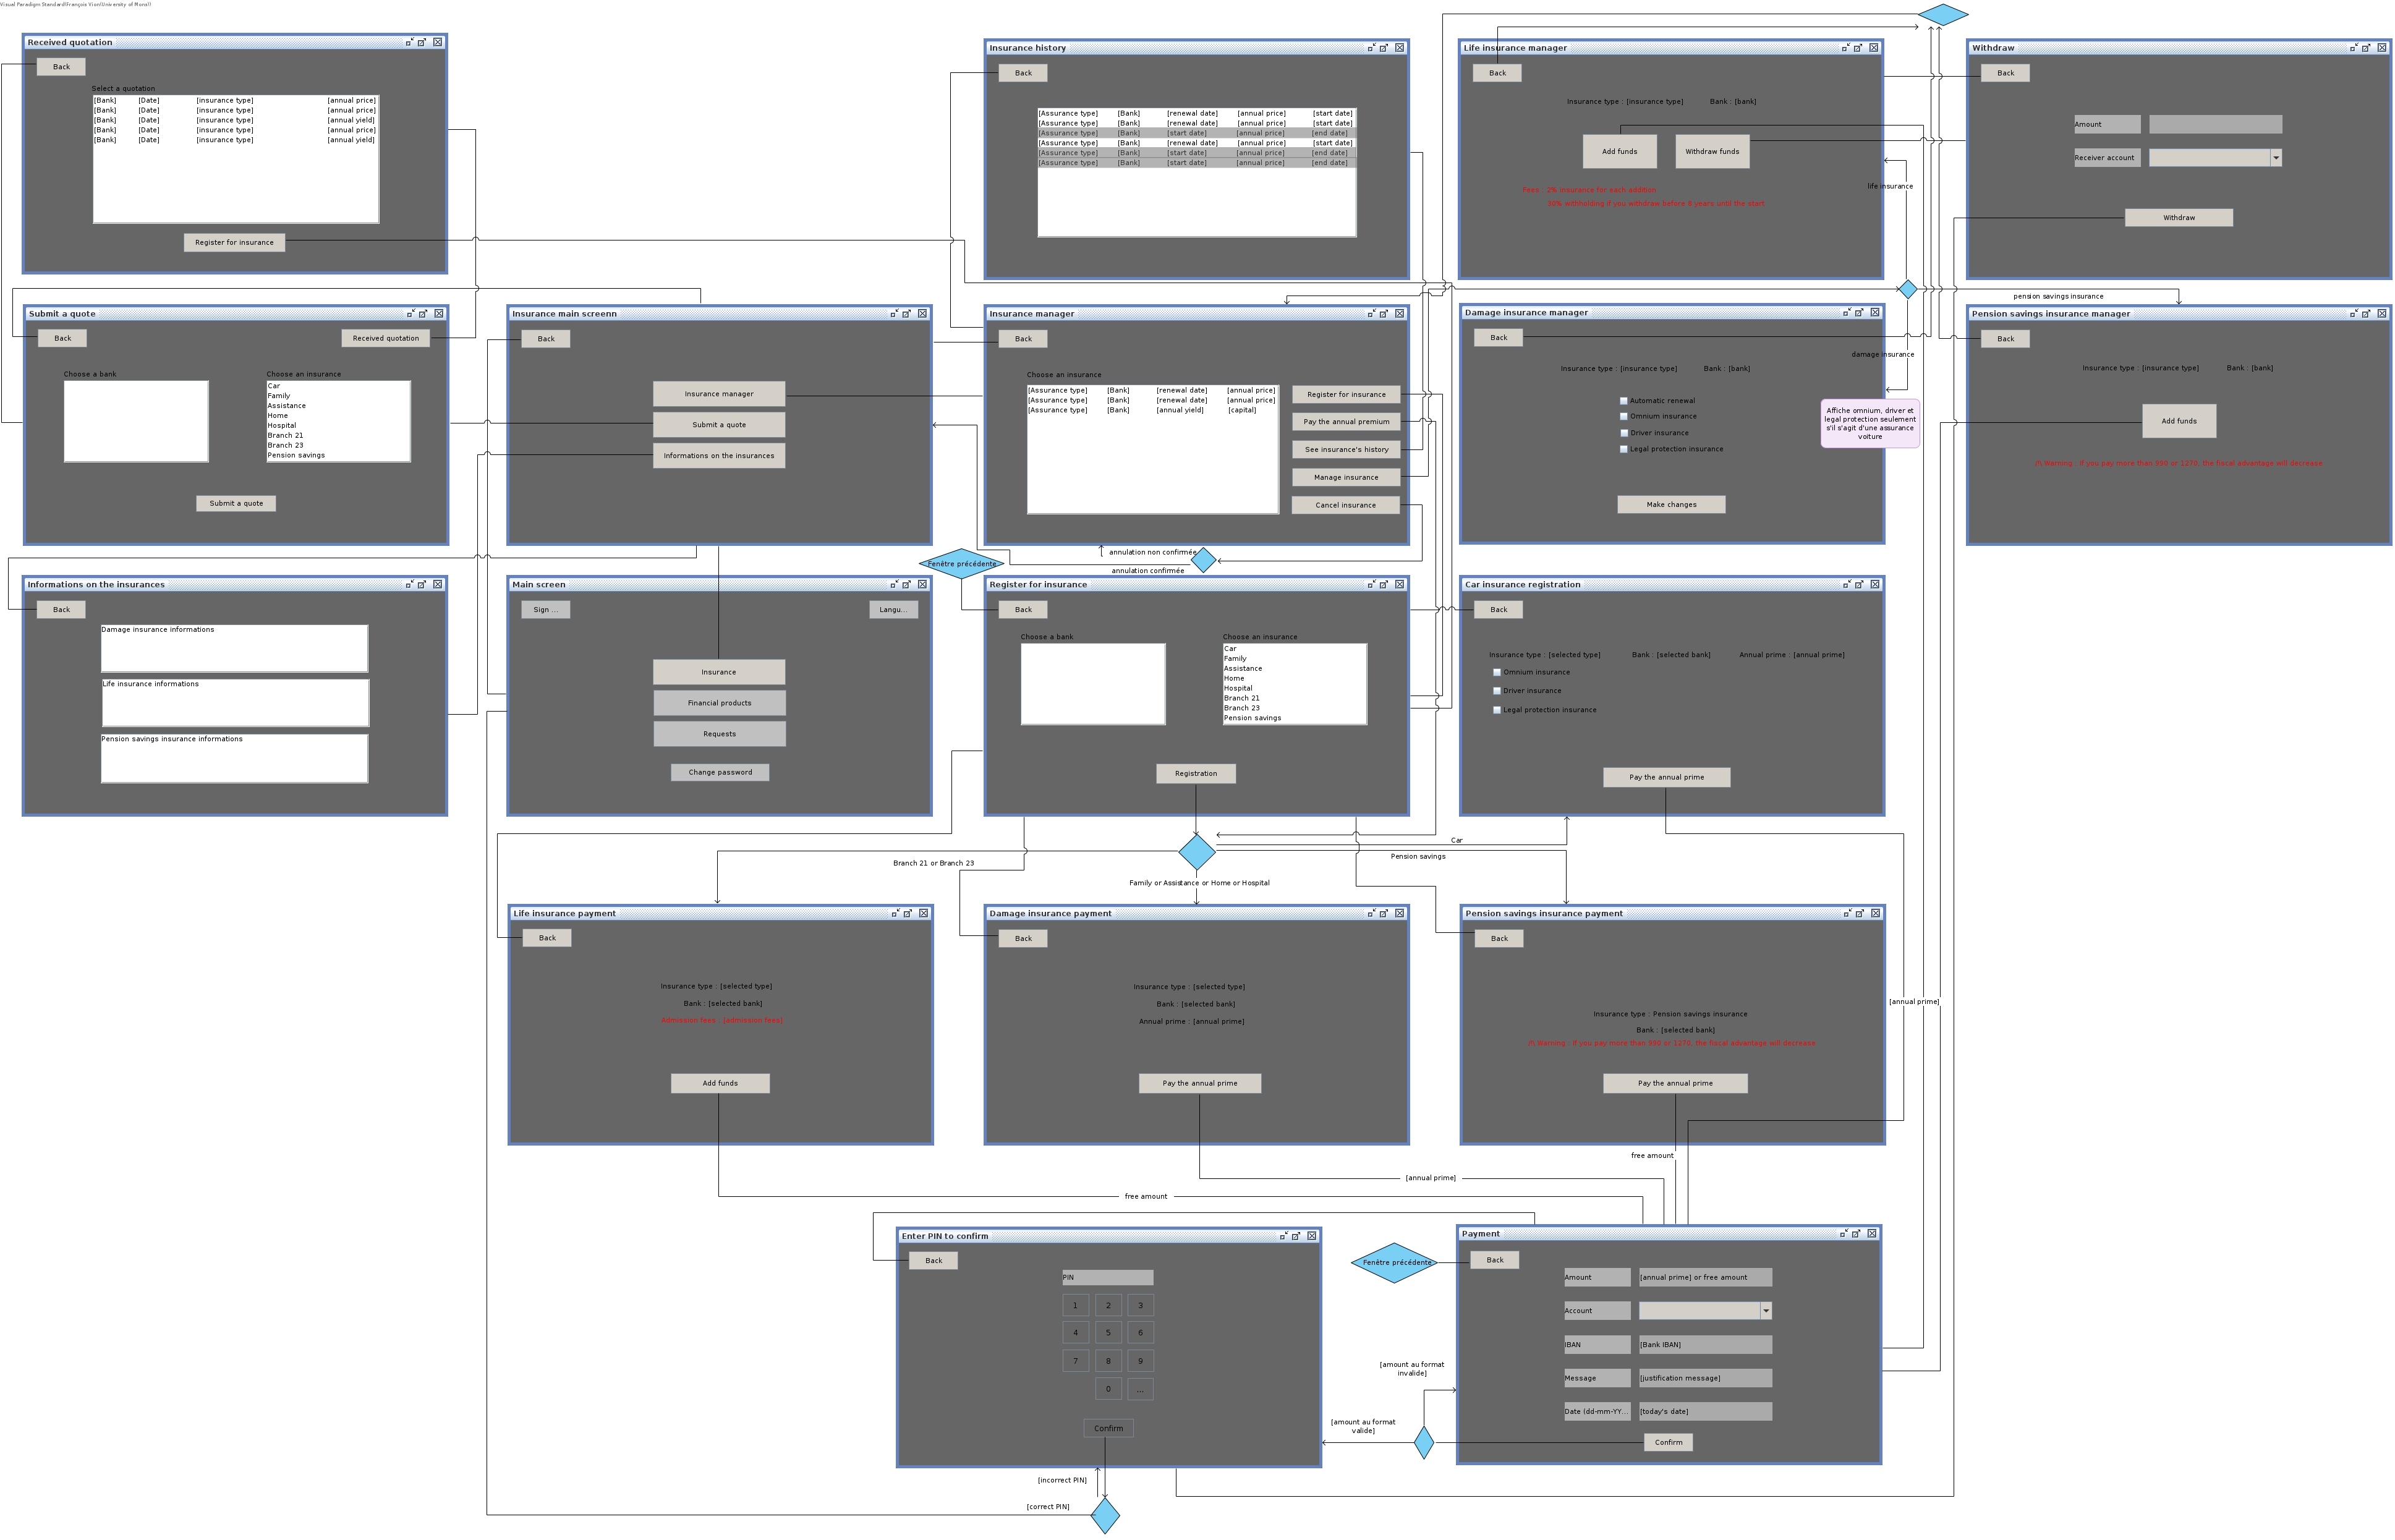 Visual Paradigm Standard(François Vion(University of Mons))
Received quotation
Back
Select a quotation
[Bank] [Date] [insurance type] [annual price]
[Bank] [Date] [insurance type] [annual price]
[Bank] [Date] [insurance type] [annual yield]
[Bank] [Date] [insurance type] [annual price]
[Bank] [Date] [insurance type] [annual yield]
Register for insurance
Insurance history
Back
[Assurance type] [Bank] [renewal date] [annual price] [start date]
[Assurance type] [Bank] [renewal date] [annual price] [start date]
[Assurance type] [Bank] [start date] [annual price] [end date]
[Assurance type] [Bank] [renewal date] [annual price] [start date]
[Assurance type] [Bank] [start date] [annual price] [end date]
[Assurance type] [Bank] [start date] [annual price] [end date]
Life insurance manager
Back
Insurance type : [insurance type] Bank : [bank]
Add funds
Withdraw funds
Fees : 2% insurance for each addition
30% withholding if you withdraw before 8 years until the start
life insurance
Withdraw
Back
Amount
Receiver account
Withdraw
pension savings insurance
Submit a quote
Back
Received quotation
Choose a bank
Choose an insurance
Car
Family
Assistance
Home
Hospital
Branch 21
Branch 23
Pension savings
Submit a quote
Insurance main screenn
Back
Insurance manager
Submit a quote
Informations on the insurances
Insurance manager
Back
Choose an insurance
[Assurance type] [Bank] [renewal date] [annual price]
[Assurance type] [Bank] [renewal date] [annual price]
[Assurance type] [Bank] [annual yield] [capital]
Register for insurance
Pay the annual premium
See insurance's history
Manage insurance
Cancel insurance
annulation non confirmée
annulation confirmée
Damage insurance manager
Back
damage insurance
Insurance type : [insurance type] Bank : [bank]
Automatic renewal
Omnium insurance
Driver insurance
Legal protection insurance
Make changes
Affiche omnium, driver et
legal protection seulement
s'il s'agit d'une assurance
voiture
Pension savings insurance manager
Back
Insurance type : [insurance type] Bank : [bank]
Add funds
/!\ Warning : If you pay more than 990 or 1270, the fiscal advantage will decrease
Informations on the insurances
Back
Damage insurance informations
Life insurance informations
Pension savings insurance informations
Main screen
Sign ...
Langu...
Insurance
Financial products
Requests
Change password
Fenêtre précédente
Register for insurance
Back
Choose a bank
Choose an insurance
Car
Family
Assistance
Home
Hospital
Branch 21
Branch 23
Pension savings
Registration
Car insurance registration
Back
Insurance type : [selected type] Bank : [selected bank] Annual prime : [annual prime]
Omnium insurance
Driver insurance
Legal protection insurance
Pay the annual prime
Car
Pension savings
Branch 21 or Branch 23
Family or Assistance or Home or Hospital
Life insurance payment
Back
Insurance type : [selected type]
Bank : [selected bank]
Admission fees : [admission fees]
Add funds
Damage insurance payment
Back
Insurance type : [selected type]
Bank : [selected bank]
Annual prime : [annual prime]
Pay the annual prime
Pension savings insurance payment
Back
Insurance type : Pension savings insurance
Bank : [selected bank]
/!\ Warning : If you pay more than 990 or 1270, the fiscal advantage will decrease
Pay the annual prime
[annual prime]
free amount
[annual prime]
free amount
Enter PIN to confirm
Back
PIN
1 2 3
4 5 6
7 8 9
0 ...
Confirm
[incorrect PIN]
[correct PIN]
Fenêtre précédente
Payment
Back
Amount [annual prime] or free amount
Account
IBAN [Bank IBAN]
Message [justification message]
Date (dd-mm-YY... [today's date]
Confirm
[amount au format
invalide]
[amount au format
valide]